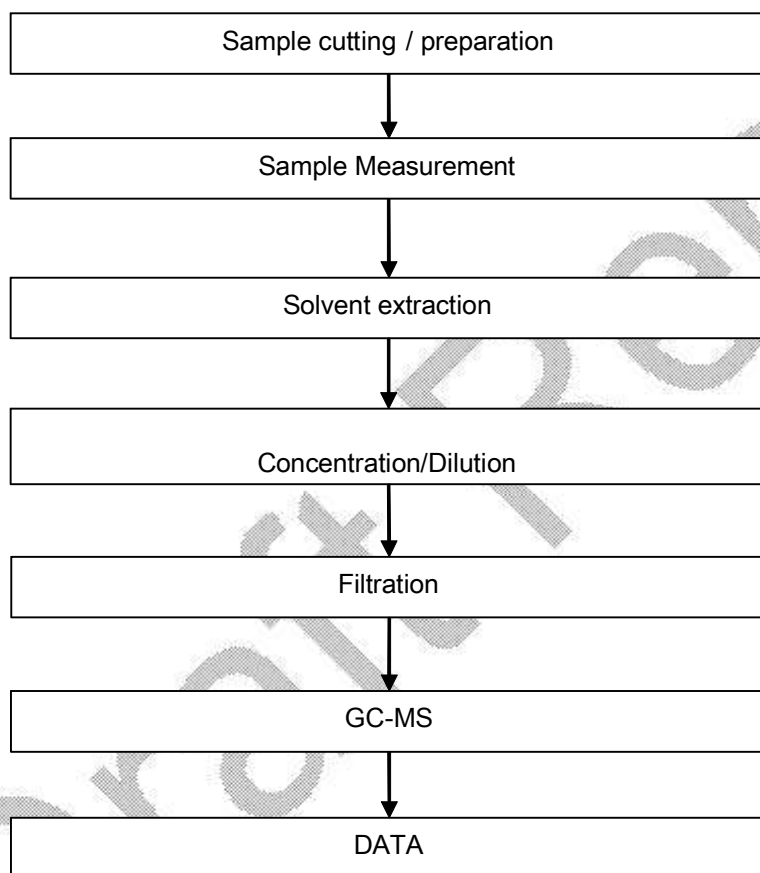 Sample cutting / preparation
Sample Measurement
Solvent extraction
Concentration/Dilution
Filtration
GC-MS
DATA